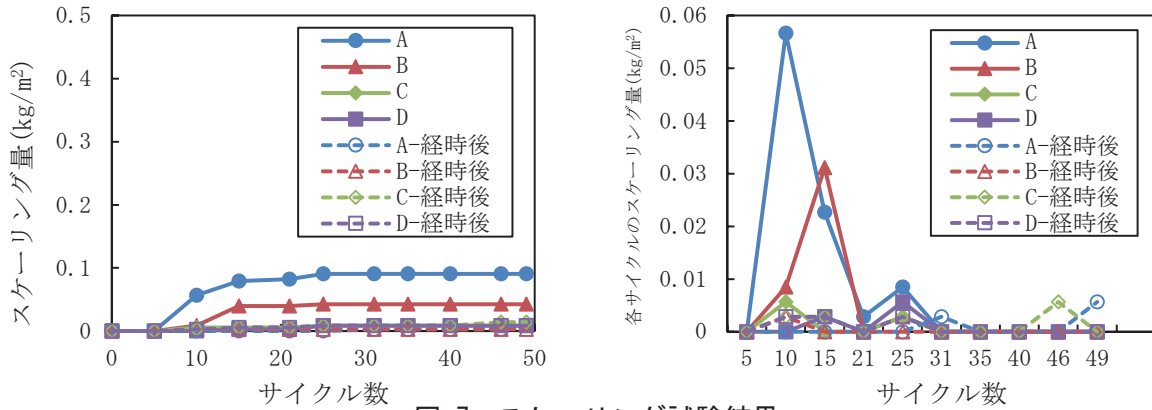 0.5
0.4
0.3
0.2
0.1
0
スケーリング量(kg/m²)
A
B
C
D
A-経時後
B-経時後
C-経時後
D-経時後
0 10 20 30 40 50
サイクル数
0.06
0.05
0.04
0.03
0.02
0.01
0
各サイクルのスケーリング量(kg/m²)
A
B
C
D
A-経時後
B-経時後
C-経時後
D-経時後
5 10 15 21 25 31 35 40 46 49
サイクル数